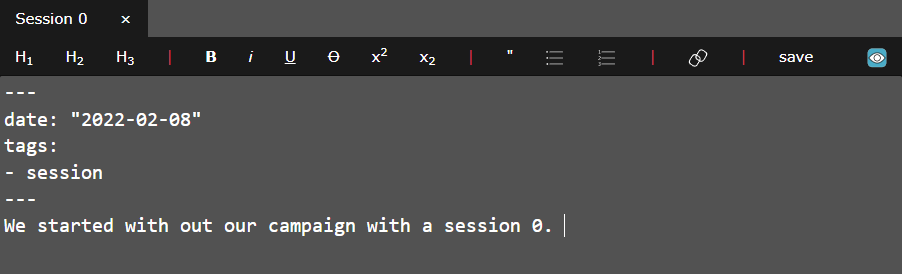 Session 0 ×
H₁ H₂ H₃ | B i U O x² x₂ | " | | save
---
date: "2022-02-08"
tags:
- session
---
We started with out our campaign with a session 0.